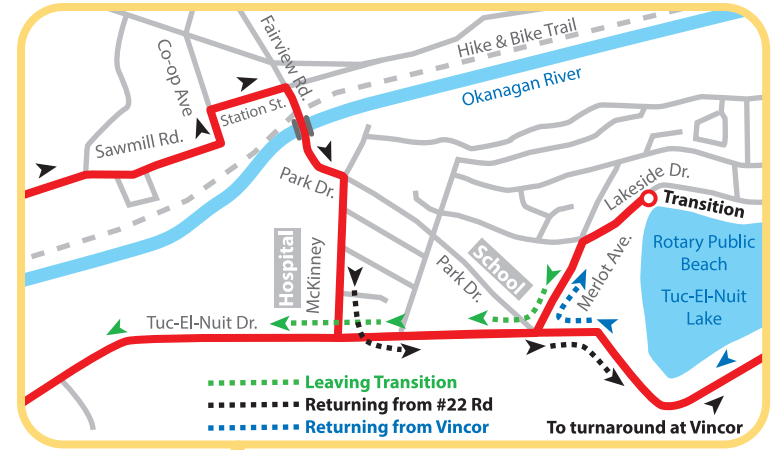 Hike & Bike Trail
Okanagan River
Co-op Ave
Fairview Rd.
Station St.
Sawmill Rd.
Park Dr.
Lakeside Dr.
Transition
Hospital
McKinney
School
Park Dr.
Merlot Ave.
Rotary Public
Beach
Tuc-El-Nuit
Lake
Tuc-El-Nuit Dr.
Leaving Transition
Returning from #22 Rd
Returning from Vincor
To turnaround at Vincor